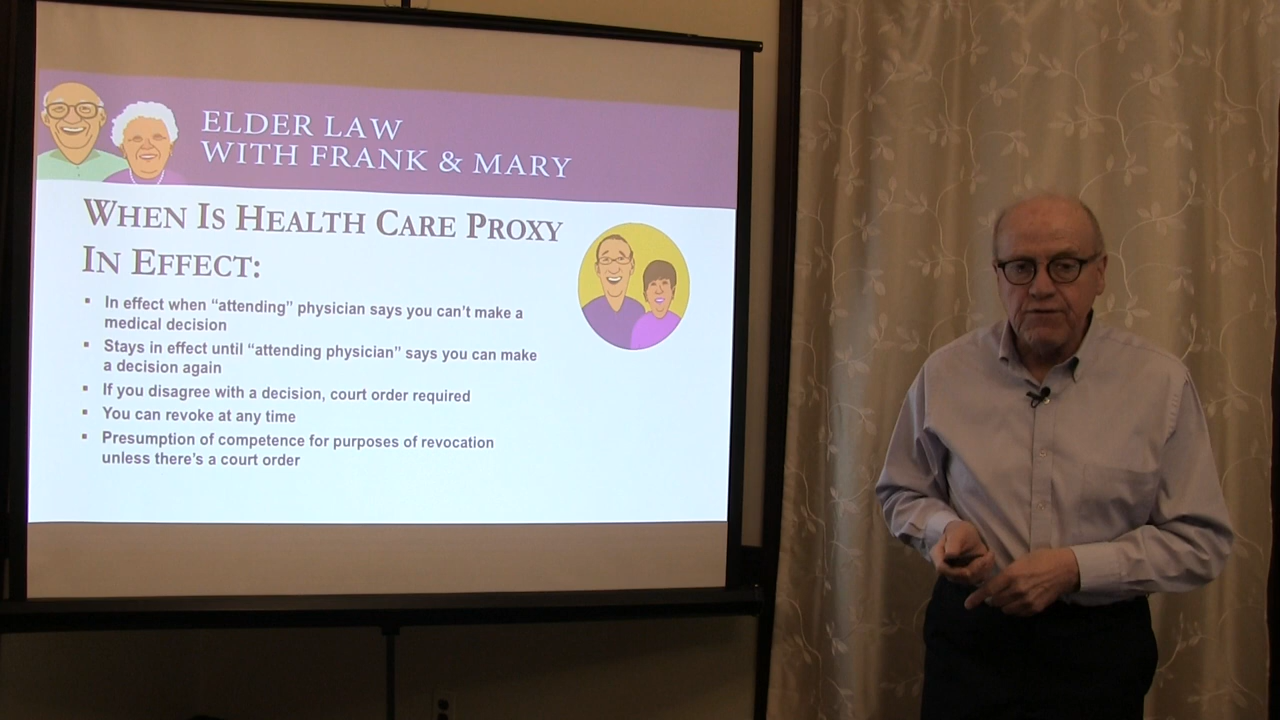 ELDER LAW
WITH FRANK & MARY
WHEN IS HEALTH CARE PROXY
IN EFFECT:
▪ In effect when “attending” physician says you can’t make a
medical decision
▪ Stays in effect until “attending physician” says you can make
a decision again
▪ If you disagree with a decision, court order required
▪ You can revoke at any time
▪ Presumption of competence for purposes of revocation
unless there’s a court order